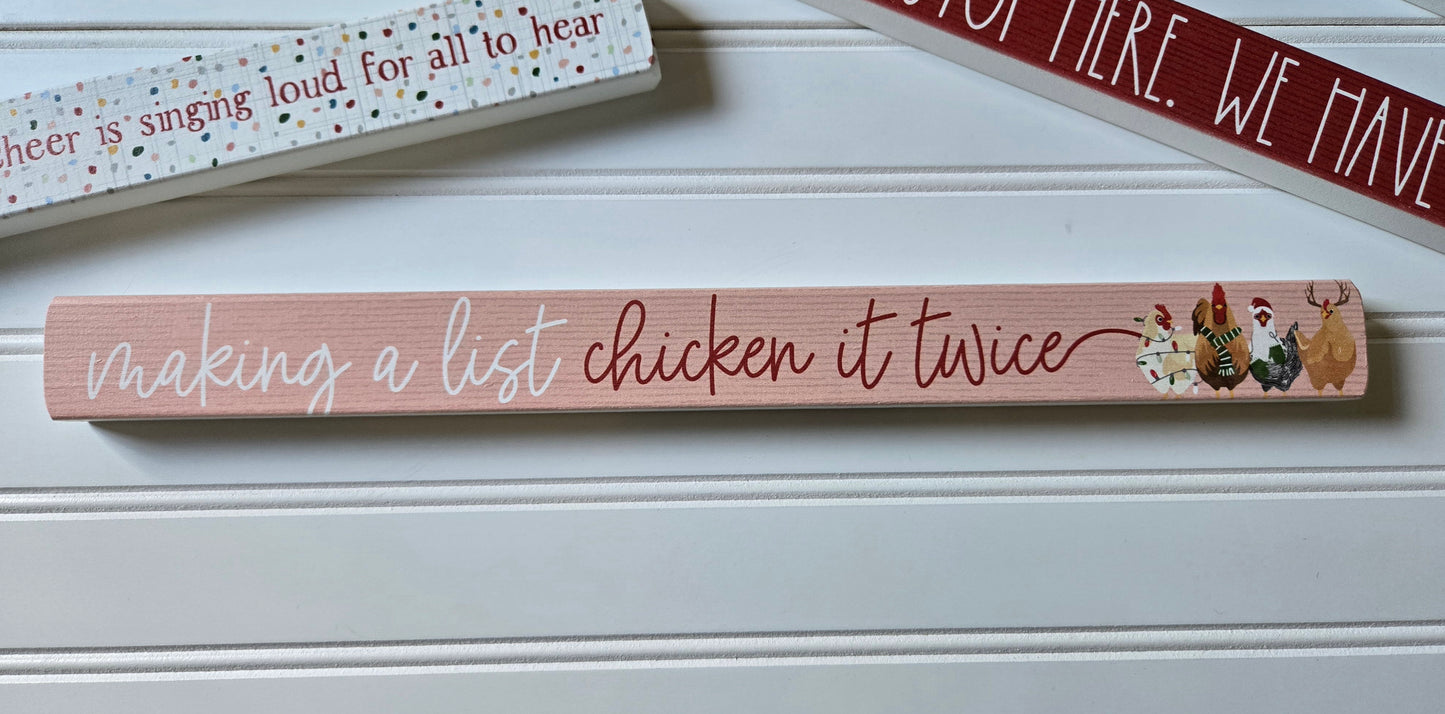 cheer is singing loud for all to hear
HERE. WE HAVE
making a list chicken it twice